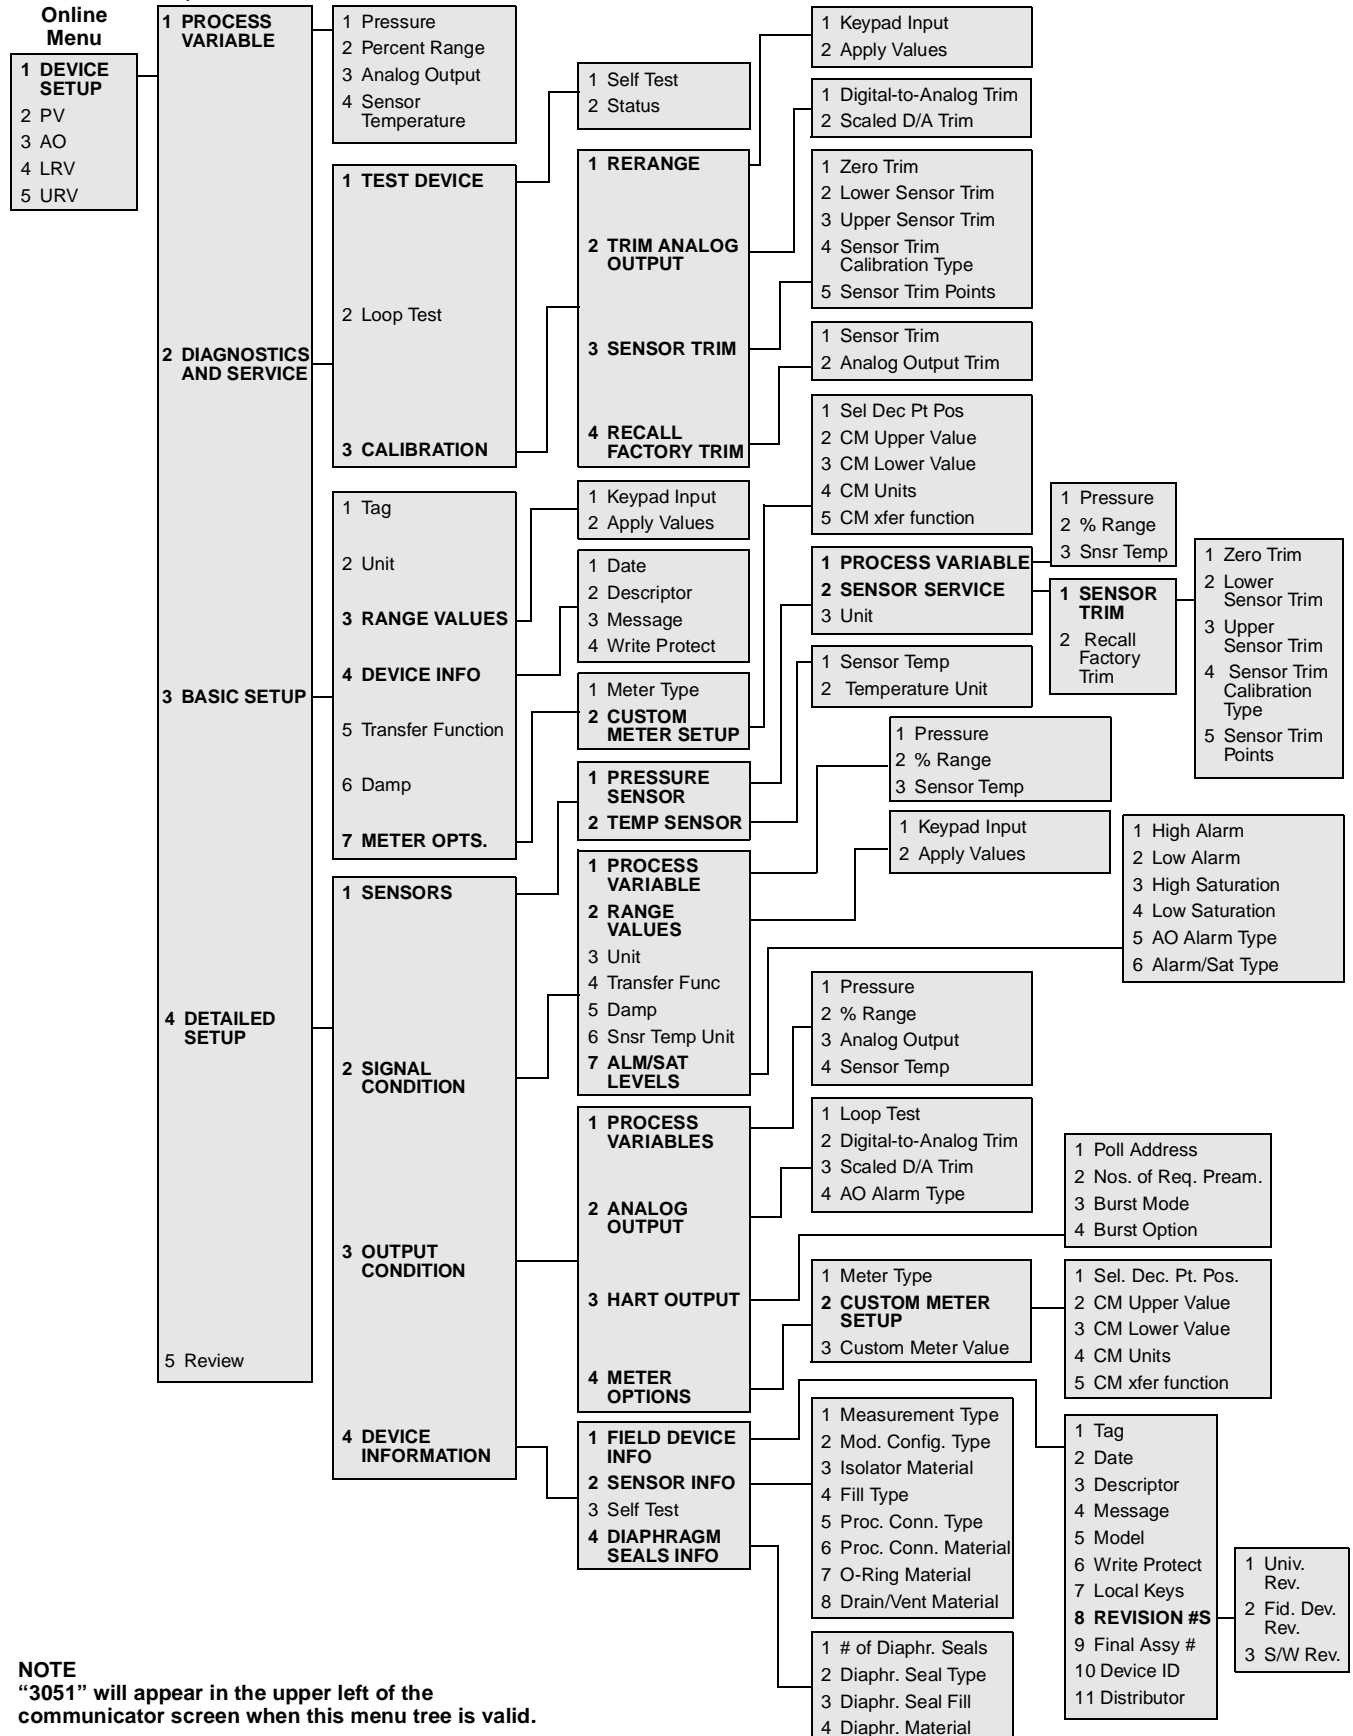 Online
Menu
1 DEVICE
SETUP
2 PV
3 AO
4 LRV
5 URV
1 PROCESS
VARIABLE
2 DIAGNOSTICS
AND SERVICE
3 BASIC SETUP
4 DETAILED
SETUP
5 Review
1 Pressure
2 Percent Range
3 Analog Output
4 Sensor
Temperature
1 TEST DEVICE
2 Loop Test
3 CALIBRATION
1 Tag
2 Unit
3 RANGE VALUES
4 DEVICE INFO
5 Transfer Function
6 Damp
7 METER OPTS.
1 SENSORS
2 SIGNAL
CONDITION
3 OUTPUT
CONDITION
4 DEVICE
INFORMATION
1 Self Test
2 Status
1 RERANGE
2 TRIM ANALOG
OUTPUT
3 SENSOR TRIM
4 RECALL
FACTORY TRIM
1 Keypad Input
2 Apply Values
1 Date
2 Descriptor
3 Message
4 Write Protect
1 Meter Type
2 CUSTOM
METER SETUP
1 PRESSURE
SENSOR
2 TEMP SENSOR
1 PROCESS
VARIABLE
2 RANGE
VALUES
3 Unit
4 Transfer Func
5 Damp
6 Snsr Temp Unit
7 ALM/SAT
LEVELS
1 PROCESS
VARIABLES
2 ANALOG
OUTPUT
3 HART OUTPUT
4 METER
OPTIONS
1 FIELD DEVICE
INFO
2 SENSOR INFO
3 Self Test
4 DIAPHRAGM
SEALS INFO
1 Keypad Input
2 Apply Values
1 Digital-to-Analog Trim
2 Scaled D/A Trim
1 Zero Trim
2 Lower Sensor Trim
3 Upper Sensor Trim
4 Sensor Trim
Calibration Type
5 Sensor Trim Points
1 Sensor Trim
2 Analog Output Trim
1 Sel Dec Pt Pos
2 CM Upper Value
3 CM Lower Value
4 CM Units
5 CM xfer function
1 PROCESS VARIABLE
2 SENSOR SERVICE
3 Unit
1 Sensor Temp
2 Temperature Unit
1 Pressure
2 % Range
3 Snsr Temp
1 SENSOR
TRIM
2 Recall
Factory
Trim
1 Zero Trim
2 Lower
Sensor Trim
3 Upper
Sensor Trim
4 Sensor Trim
Calibration
Type
5 Sensor Trim
Points
1 Pressure
2 % Range
3 Sensor Temp
1 Keypad Input
2 Apply Values
1 High Alarm
2 Low Alarm
3 High Saturation
4 Low Saturation
5 AO Alarm Type
6 Alarm/Sat Type
1 Pressure
2 % Range
3 Analog Output
4 Sensor Temp
1 Loop Test
2 Digital-to-Analog Trim
3 Scaled D/A Trim
4 AO Alarm Type
1 Poll Address
2 Nos. of Req. Pream.
3 Burst Mode
4 Burst Option
1 Meter Type
2 CUSTOM METER
SETUP
3 Custom Meter Value
1 Sel. Dec. Pt. Pos.
2 CM Upper Value
3 CM Lower Value
4 CM Units
5 CM xfer function
1 Measurement Type
2 Mod. Config. Type
3 Isolator Material
4 Fill Type
5 Proc. Conn. Type
6 Proc. Conn. Material
7 O-Ring Material
8 Drain/Vent Material
1 Tag
2 Date
3 Descriptor
4 Message
5 Model
6 Write Protect
7 Local Keys
8 REVISION #S
9 Final Assy #
10 Device ID
11 Distributor
1 Univ.
Rev.
2 Fid. Dev.
Rev.
3 S/W Rev.
1 # of Diaphr. Seals
2 Diaphr. Seal Type
3 Diaphr. Seal Fill
4 Diaphr. Material
NOTE
“3051” will appear in the upper left of the
communicator screen when this menu tree is valid.